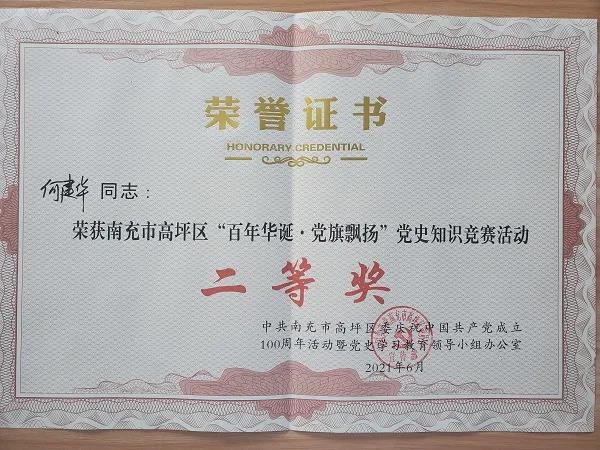 荣誉证书
HONORARY CREDENTIAL
何建华 同志：
荣获南充市高坪区“百年华诞·党旗飘扬”党史知识竞赛活动
二等奖
中共南充市高坪区委庆祝中国共产党成立
100周年活动暨党史学习教育领导小组办公室
2021年6月